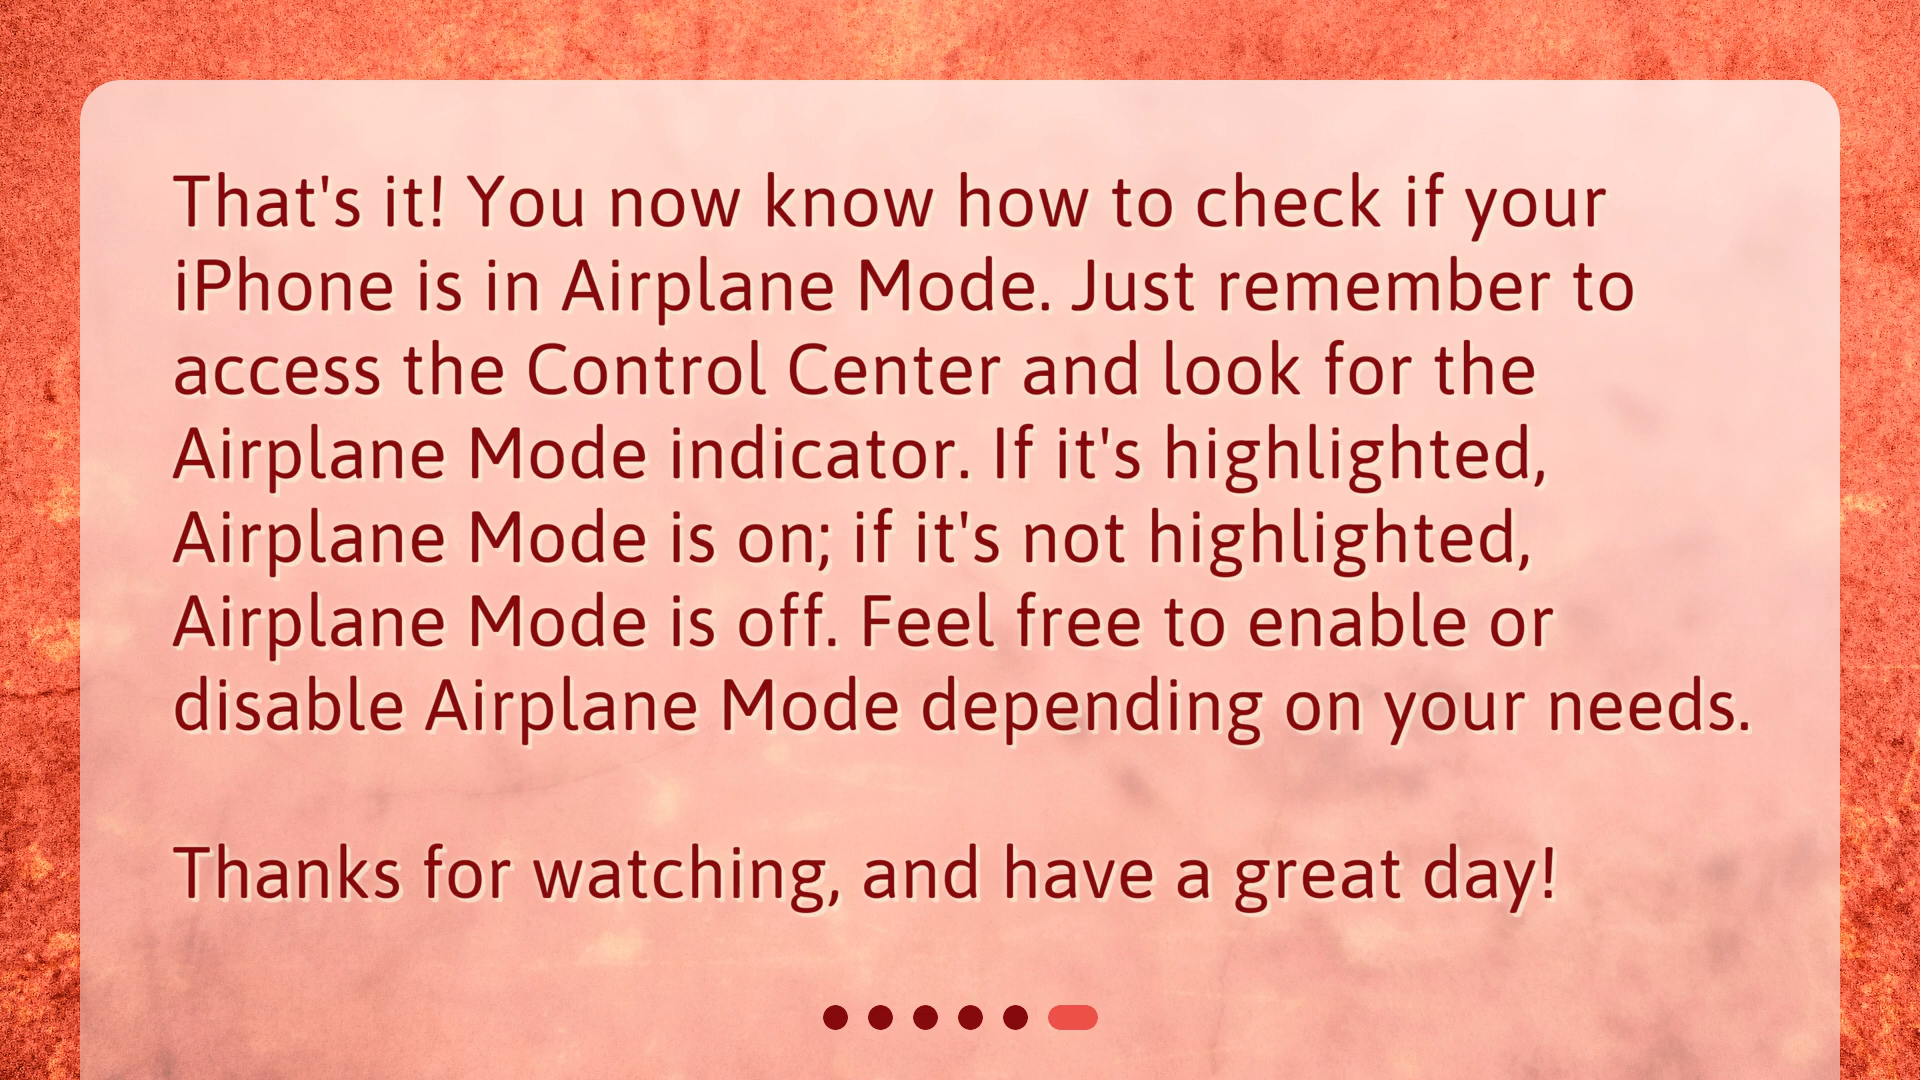 That's it! You now know how to check if your
iPhone is in Airplane Mode. Just remember to
access the Control Center and look for the
Airplane Mode indicator. If it's highlighted,
Airplane Mode is on; if it's not highlighted,
Airplane Mode is off. Feel free to enable or
disable Airplane Mode depending on your needs.
Thanks for watching, and have a great day!